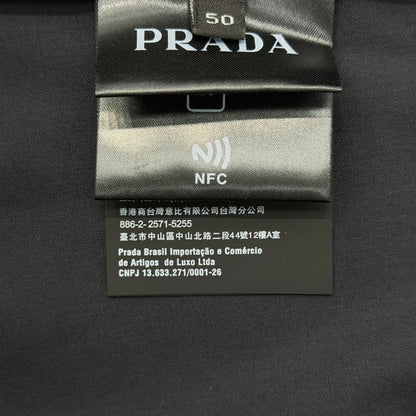 50
PRADA
NFC
香港商台灣意比有限公司台灣分公司
886-2-2571-5255
臺北市中山區中山北路二段44號12樓A室
Prada Brasil Importação e Comércio
de Artigos de Luxo Ltda
CNPJ 13.633.271/0001-26